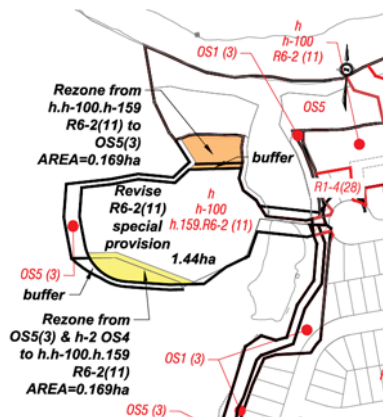 h
h-100
R6-2 (11)
OS1 (3)
Rezone from
h.h-100.h-159
R6-2(11) to
OS5(3)
AREA=0.169ha
OS5
buffer
Revise
R6-2(11)
special
provision
1.44ha
h
h-100
h.159.R6-2 (11)
R1-4(28)
OS5 (3)
buffer
Rezone from
OS5(3) & h-2 OS4
to h.h-100.h.159
R6-2(11)
AREA=0.169ha
OS1 (3)
OS5 (3)